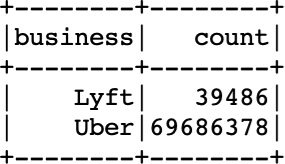 +--------+--------+
|business|   count|
+--------+--------+
|    Lyft|   39486|
|    Uber|69686378|
+--------+--------+